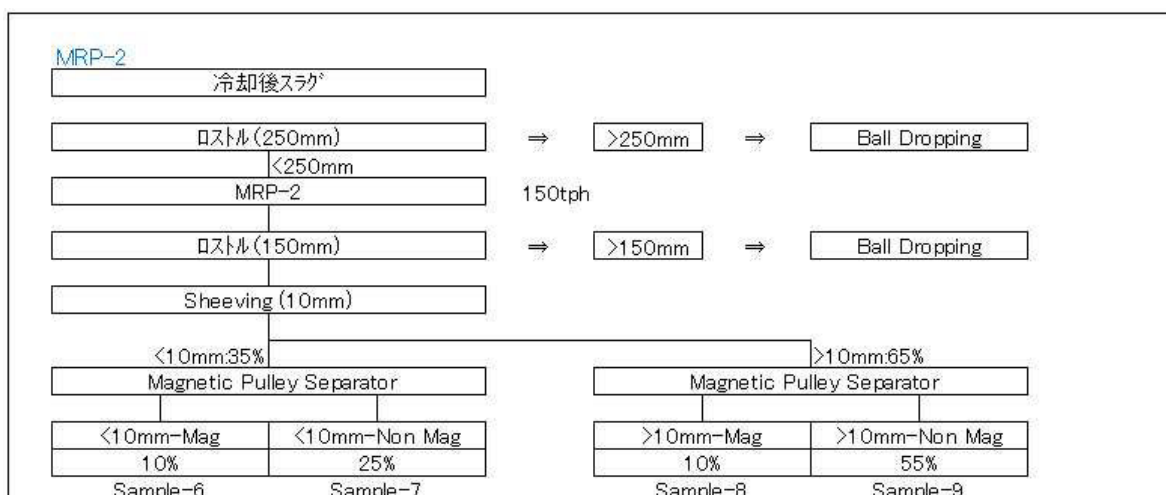 MRP-2
冷却後スラグ
ロストル(250mm) ⇒ >250mm ⇒ Ball Dropping
<250mm
MRP-2 150tph
ロストル(150mm) ⇒ >150mm ⇒ Ball Dropping
Sheeving(10mm)
<10mm:35% >10mm:65%
Magnetic Pulley Separator Magnetic Pulley Separator
<10mm-Mag <10mm-Non Mag >10mm-Mag >10mm-Non Mag
10% 25% 10% 55%
Sample-6 Sample-7 Sample-8 Sample-9